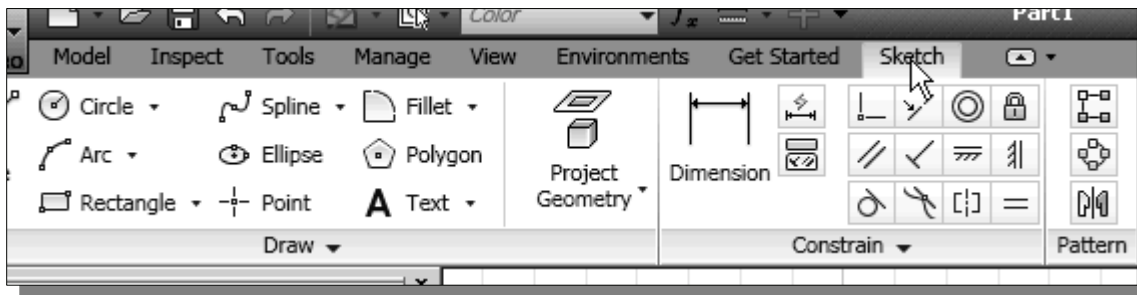 Color
Part1
Model Inspect Tools Manage View Environments Get Started Sketch
Circle Spline Fillet
Arc Ellipse Polygon
Rectangle Point A Text
Project
Geometry
Dimension
Draw Constrain Pattern